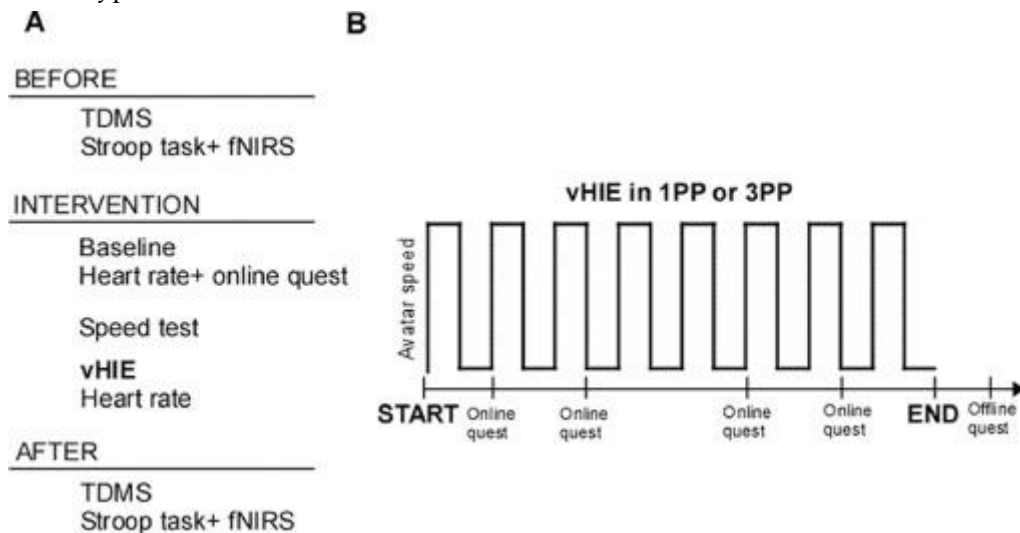 A
BEFORE
TDMS
Stroop task+ fNIRS
INTERVENTION
Baseline
Heart rate+ online quest
Speed test
vHIE
Heart rate
AFTER
TDMS
Stroop task+ fNIRS
B
vHIE in 1PP or 3PP
Avatar speed
START
Online
quest
Online
quest
Online
quest
Online
quest
END
Offline
quest